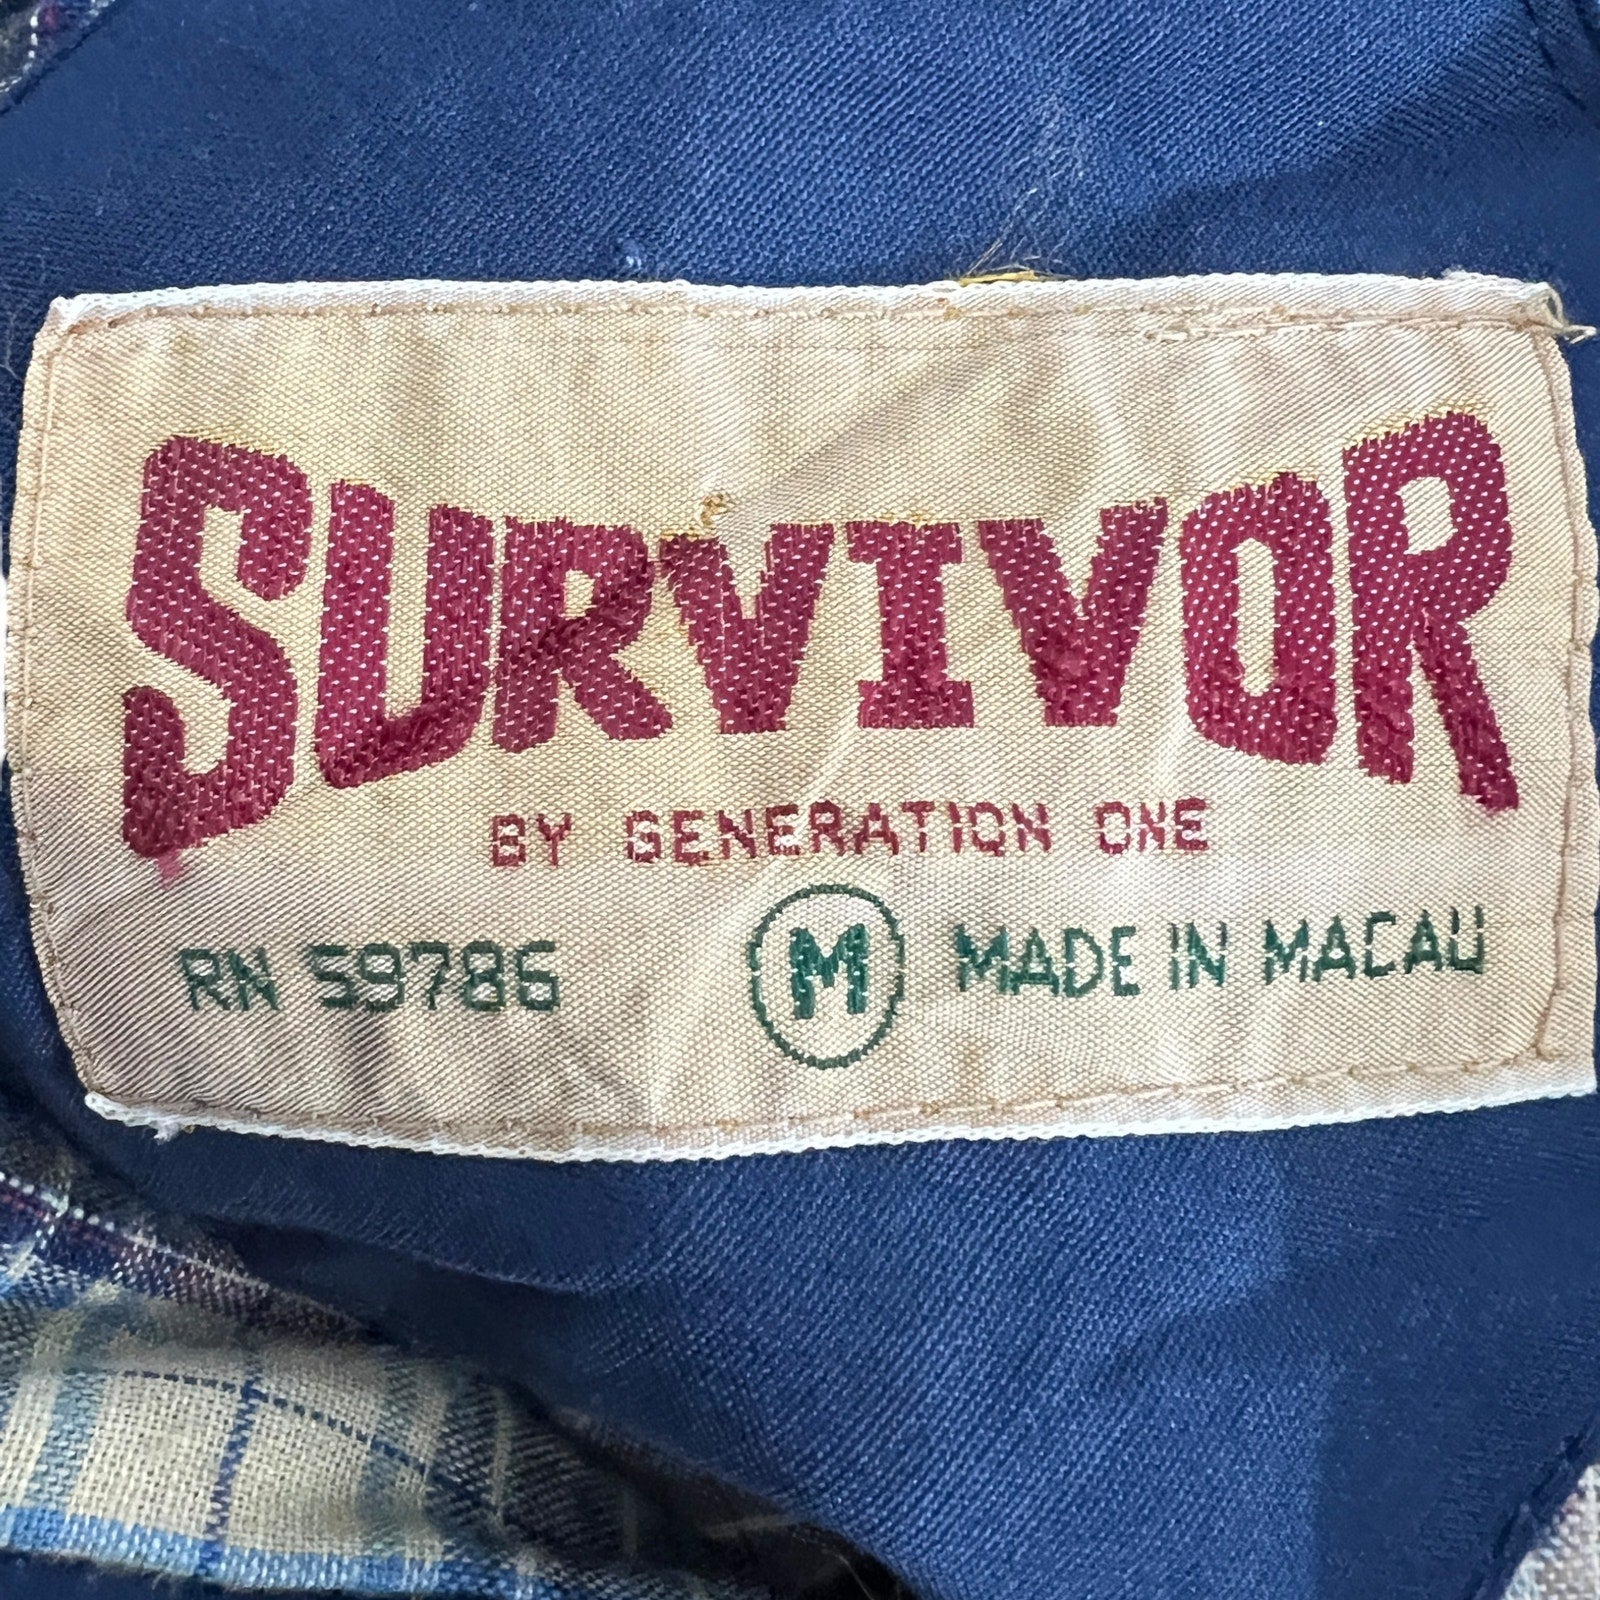 SURVIVOR
BY GENERATION ONE
RN 59786 M MADE IN MACAU